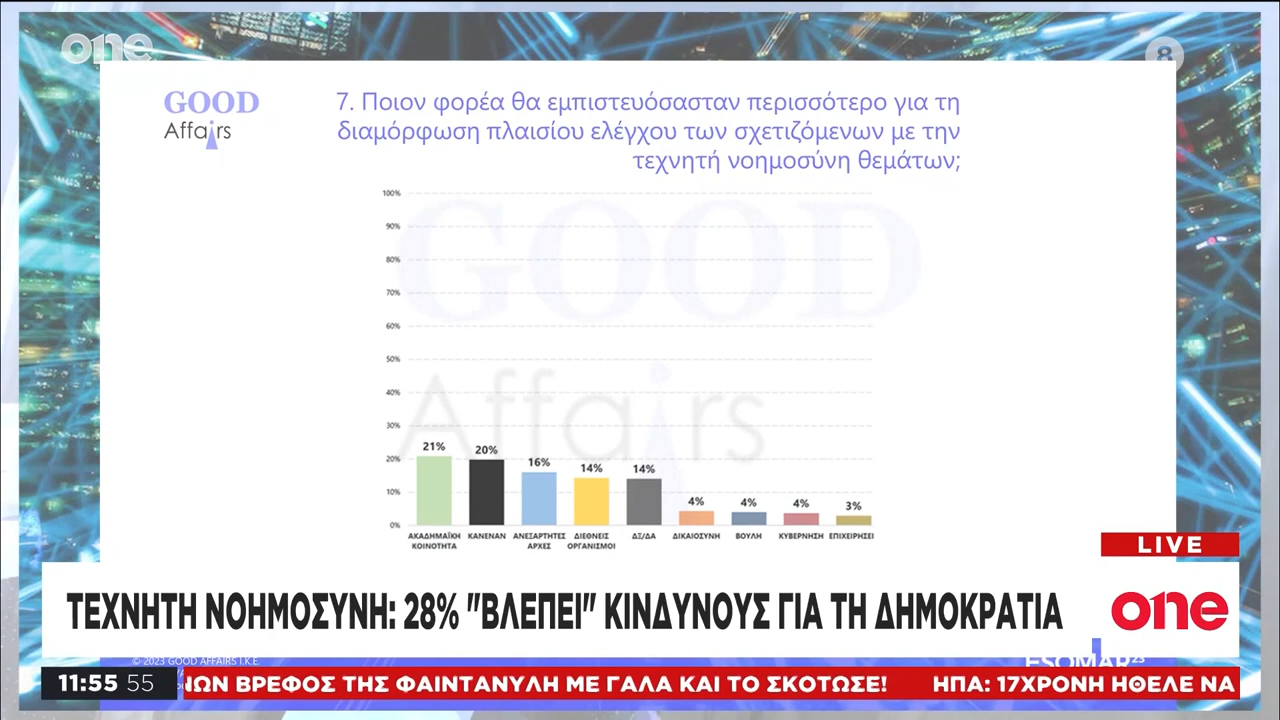 one
8
GOOD
Affairs
7. Ποιον φορέα θα εμπιστευόσασταν περισσότερο για τη
διαμόρφωση πλαισίου ελέγχου των σχετιζόμενων με την
τεχνητή νοημοσύνη θεμάτων;
GOOD
Affairs
100%
90%
80%
70%
60%
50%
40%
30%
20%
10%
0%
21%
20%
16%
14%
14%
4%
4%
4%
3%
ΑΚΑΔΗΜΑΪΚΗ
ΚΟΙΝΟΤΗΤΑ
ΚΑΝΕΝΑΝ
ΑΝΕΞΑΡΤΗΤΕΣ
ΑΡΧΕΣ
ΔΙΕΘΝΕΙΣ
ΟΡΓΑΝΙΣΜΟΙ
ΔΞ/ΔΑ
ΔΙΚΑΙΟΣΥΝΗ
ΒΟΥΛΗ
ΚΥΒΕΡΝΗΣΗ
ΕΠΙΧΕΙΡΗΣΕΙ
LIVE
ΤΕΧΝΗΤΗ ΝΟΗΜΟΣΥΝΗ: 28% "ΒΛΕΠΕΙ" ΚΙΝΔΥΝΟΥΣ ΓΙΑ ΤΗ ΔΗΜΟΚΡΑΤΙΑ
one
© 2023 GOOD AFFAIRS I.K.E.
ESOMAR23
11:55 55
ΝΩΝ ΒΡΕΦΟΣ ΤΗΣ ΦΑΙΝΤΑΝΥΛΗ ΜΕ ΓΑΛΑ ΚΑΙ ΤΟ ΣΚΟΤΩΣΕ! ΗΠΑ: 17ΧΡΟΝΗ ΗΘΕΛΕ ΝΑ